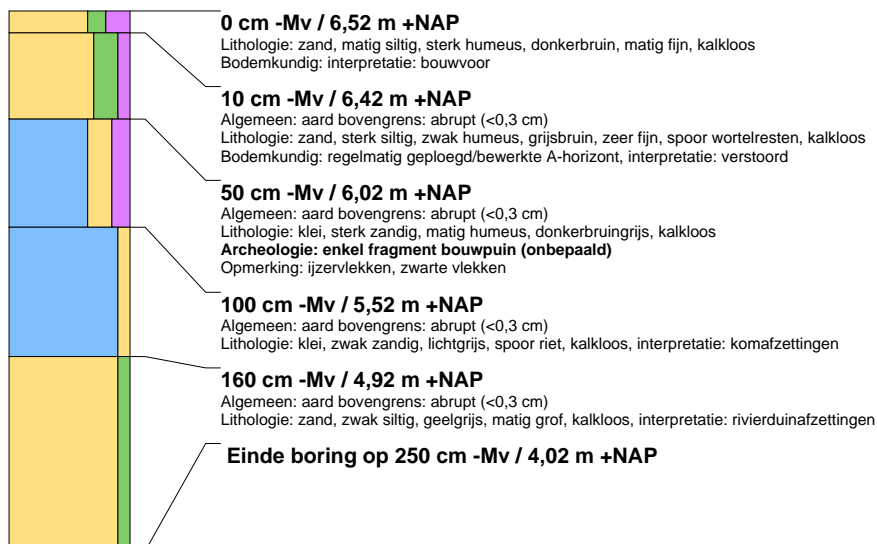 0 cm -Mv / 6,52 m +NAP
Lithologie: zand, matig siltig, sterk humeus, donkerbruin, matig fijn, kalkloos
Bodemkundig: interpretatie: bouwvoor
10 cm -Mv / 6,42 m +NAP
Algemeen: aard bovengrens: abrupt (<0,3 cm)
Lithologie: zand, sterk siltig, zwak humeus, grijsbruin, zeer fijn, spoor wortelresten, kalkloos
Bodemkundig: regelmatig geploegd/bewerkte A-horizont, interpretatie: verstoord
50 cm -Mv / 6,02 m +NAP
Algemeen: aard bovengrens: abrupt (<0,3 cm)
Lithologie: klei, sterk zandig, matig humeus, donkerbruingrijs, kalkloos
Archeologie: enkel fragment bouwpuin (onbepaald)
Opmerking: ijzervlekken, zwarte vlekken
100 cm -Mv / 5,52 m +NAP
Algemeen: aard bovengrens: abrupt (<0,3 cm)
Lithologie: klei, zwak zandig, lichtgrijs, spoor riet, kalkloos, interpretatie: komafzettingen
160 cm -Mv / 4,92 m +NAP
Algemeen: aard bovengrens: abrupt (<0,3 cm)
Lithologie: zand, zwak siltig, geelgrijs, matig grof, kalkloos, interpretatie: rivierduinafzettingen
Einde boring op 250 cm -Mv / 4,02 m +NAP